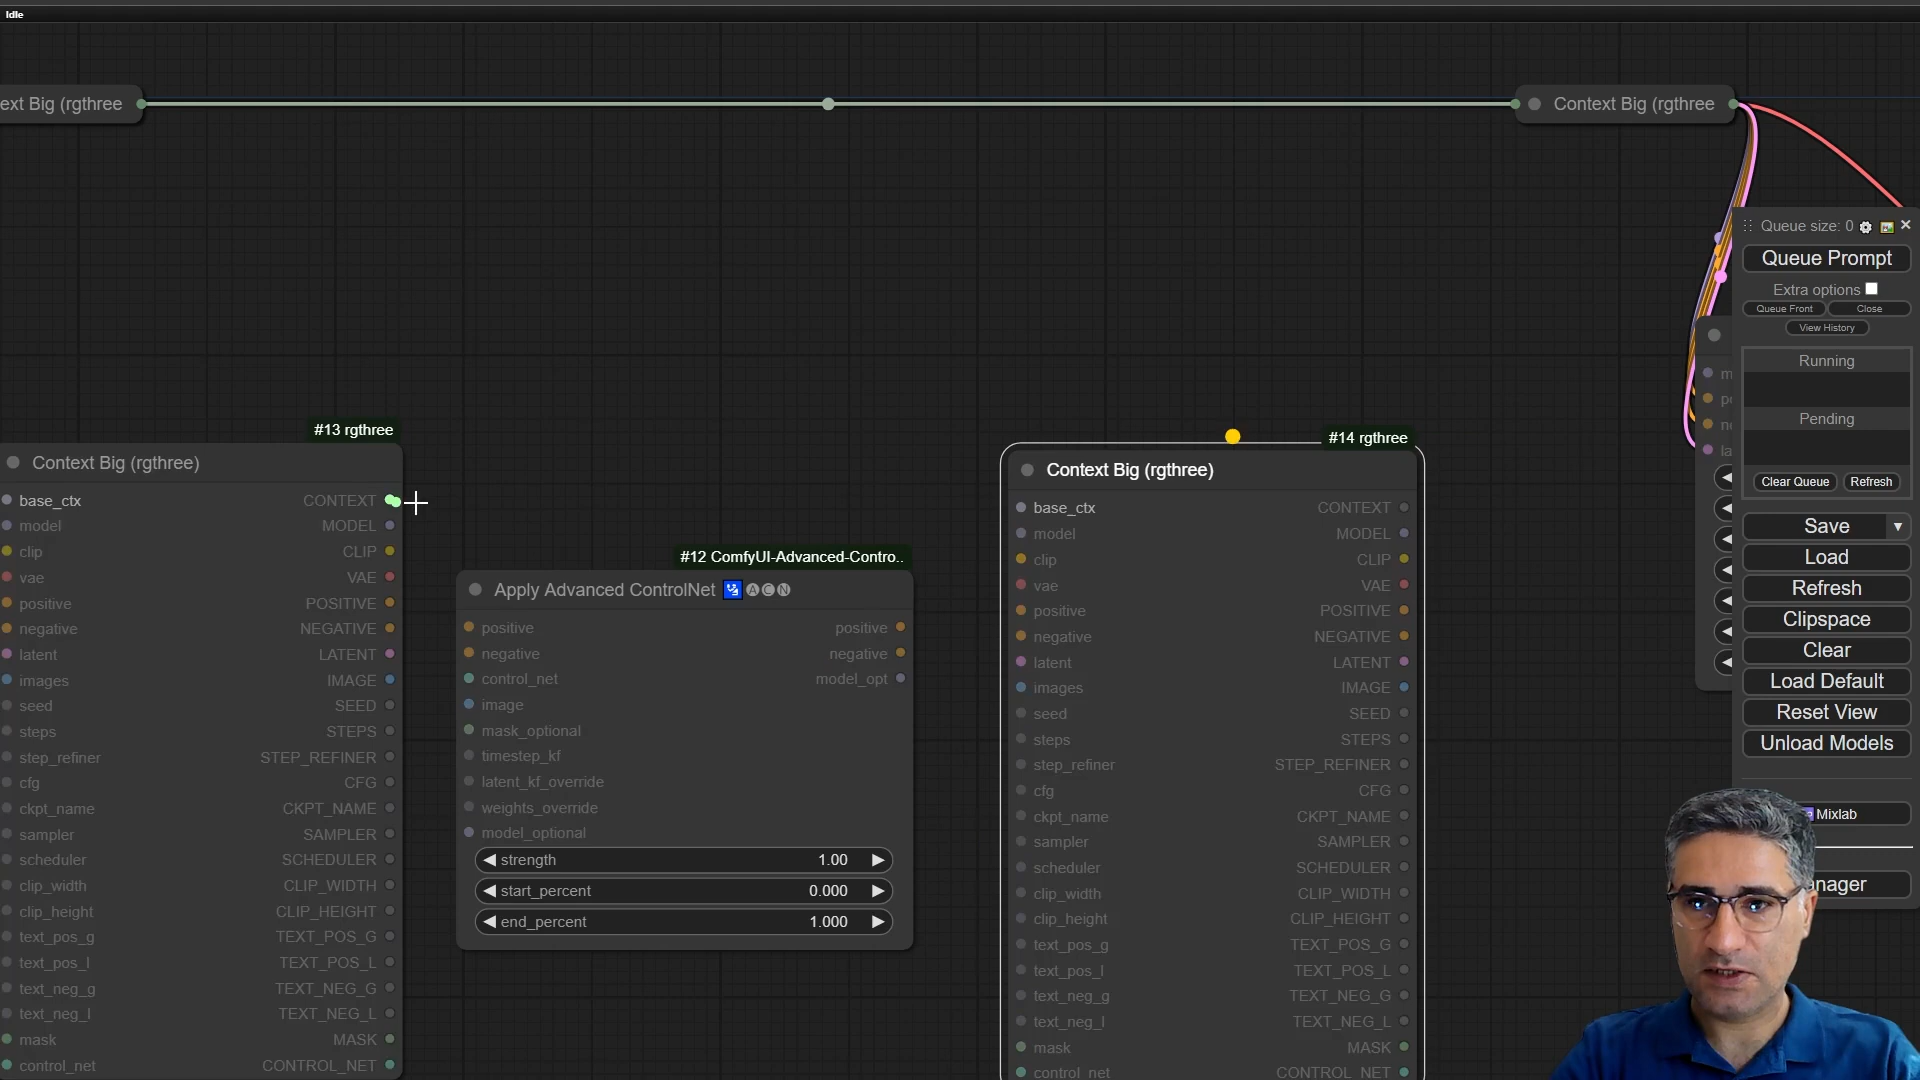 Idle
ext Big (rgthree
Context Big (rgthree
Queue size: 0
Queue Prompt
Extra options
Queue Front
Close
View History
Running
Pending
Clear Queue
Refresh
Save
Load
Refresh
Clipspace
Clear
Load Default
Reset View
Unload Models
Mixlab
anager
#13 rgthree
Context Big (rgthree)
base_ctx CONTEXT
model MODEL
clip CLIP
vae VAE
positive POSITIVE
negative NEGATIVE
latent LATENT
images IMAGE
seed SEED
steps STEPS
step_refiner STEP_REFINER
cfg CFG
ckpt_name CKPT_NAME
sampler SAMPLER
scheduler SCHEDULER
clip_width CLIP_WIDTH
clip_height CLIP_HEIGHT
text_pos_g TEXT_POS_G
text_pos_l TEXT_POS_L
text_neg_g TEXT_NEG_G
text_neg_l TEXT_NEG_L
mask MASK
control_net CONTROL_NET
#12 ComfyUI-Advanced-Contro..
Apply Advanced ControlNet ACN
positive positive
negative negative
control_net model_opt
image
mask_optional
timestep_kf
latent_kf_override
weights_override
model_optional
strength 1.00
start_percent 0.000
end_percent 1.000
#14 rgthree
Context Big (rgthree)
base_ctx CONTEXT
model MODEL
clip CLIP
vae VAE
positive POSITIVE
negative NEGATIVE
latent LATENT
images IMAGE
seed SEED
steps STEPS
step_refiner STEP_REFINER
cfg CFG
ckpt_name CKPT_NAME
sampler SAMPLER
scheduler SCHEDULER
clip_width CLIP_WIDTH
clip_height CLIP_HEIGHT
text_pos_g TEXT_POS_G
text_pos_l TEXT_POS_L
text_neg_g TEXT_NEG_G
text_neg_l TEXT_NEG_L
mask MASK
control_net CONTROL_NET
m
po
ne
la